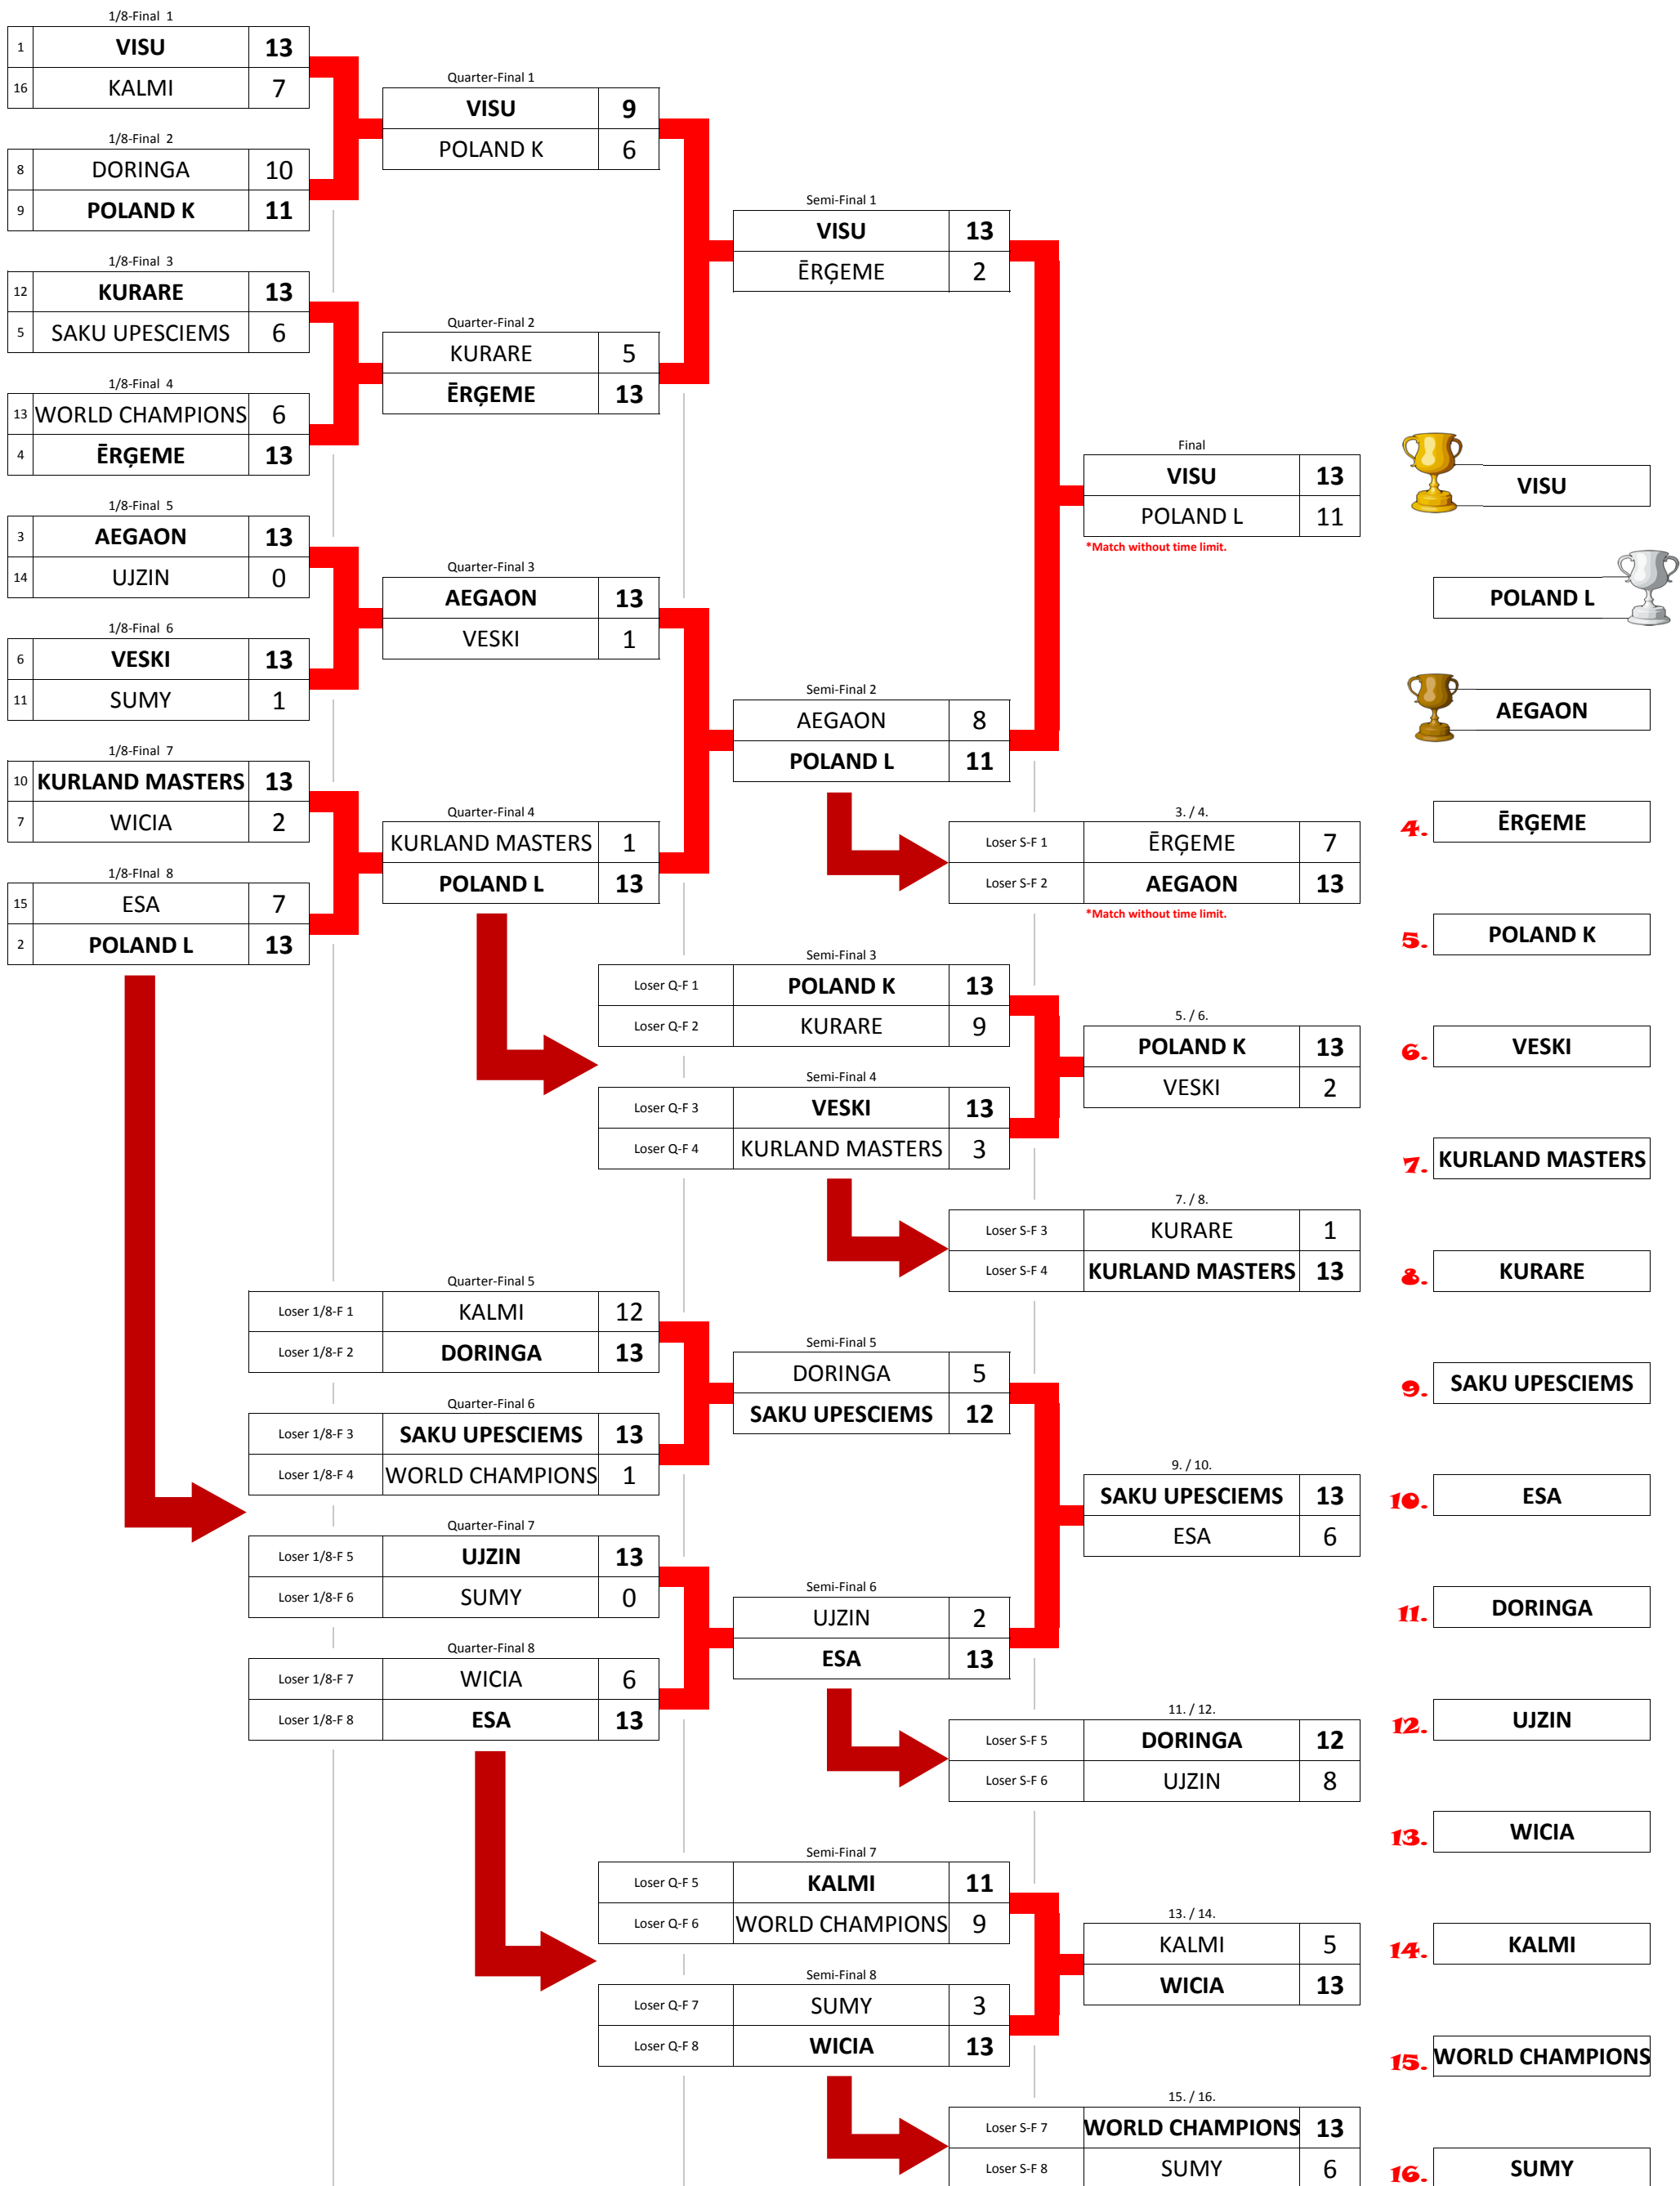 1/8-Final 1
1 VISU 13
16 KALMI 7
1/8-Final 2
8 DORINGA 10
9 POLAND K 11
1/8-Final 3
12 KURARE 13
5 SAKU UPESCIEMS 6
1/8-Final 4
13 WORLD CHAMPIONS 6
4 ĒRĢEME 13
1/8-Final 5
3 AEGAON 13
14 UJZIN 0
1/8-Final 6
6 VESKI 13
11 SUMY 1
1/8-Final 7
10 KURLAND MASTERS 13
7 WICIA 2
1/8-FInal 8
15 ESA 7
2 POLAND L 13
Quarter-Final 1
VISU 9
POLAND K 6
Quarter-Final 2
KURARE 5
ĒRĢEME 13
Quarter-Final 3
AEGAON 13
VESKI 1
Quarter-Final 4
KURLAND MASTERS 1
POLAND L 13
Semi-Final 1
VISU 13
ĒRĢEME 2
Semi-Final 2
AEGAON 8
POLAND L 11
Final
VISU 13
POLAND L 11
*Match without time limit.
3. / 4.
Loser S-F 1 ĒRĢEME 7
Loser S-F 2 AEGAON 13
*Match without time limit.
Semi-Final 3
Loser Q-F 1 POLAND K 13
Loser Q-F 2 KURARE 9
Semi-Final 4
Loser Q-F 3 VESKI 13
Loser Q-F 4 KURLAND MASTERS 3
5. / 6.
POLAND K 13
VESKI 2
7. / 8.
Loser S-F 3 KURARE 1
Loser S-F 4 KURLAND MASTERS 13
Quarter-Final 5
Loser 1/8-F 1 KALMI 12
Loser 1/8-F 2 DORINGA 13
Quarter-Final 6
Loser 1/8-F 3 SAKU UPESCIEMS 13
Loser 1/8-F 4 WORLD CHAMPIONS 1
Quarter-Final 7
Loser 1/8-F 5 UJZIN 13
Loser 1/8-F 6 SUMY 0
Quarter-Final 8
Loser 1/8-F 7 WICIA 6
Loser 1/8-F 8 ESA 13
Semi-Final 5
DORINGA 5
SAKU UPESCIEMS 12
Semi-Final 6
UJZIN 2
ESA 13
9. / 10.
SAKU UPESCIEMS 13
ESA 6
11. / 12.
Loser S-F 5 DORINGA 12
Loser S-F 6 UJZIN 8
Semi-Final 7
Loser Q-F 5 KALMI 11
Loser Q-F 6 WORLD CHAMPIONS 9
Semi-Final 8
Loser Q-F 7 SUMY 3
Loser Q-F 8 WICIA 13
13. / 14.
KALMI 5
WICIA 13
15. / 16.
Loser S-F 7 WORLD CHAMPIONS 13
Loser S-F 8 SUMY 6
VISU
POLAND L
AEGAON
4. ĒRĢEME
5. POLAND K
6. VESKI
7. KURLAND MASTERS
8. KURARE
9. SAKU UPESCIEMS
10. ESA
11. DORINGA
12. UJZIN
13. WICIA
14. KALMI
15. WORLD CHAMPIONS
16. SUMY